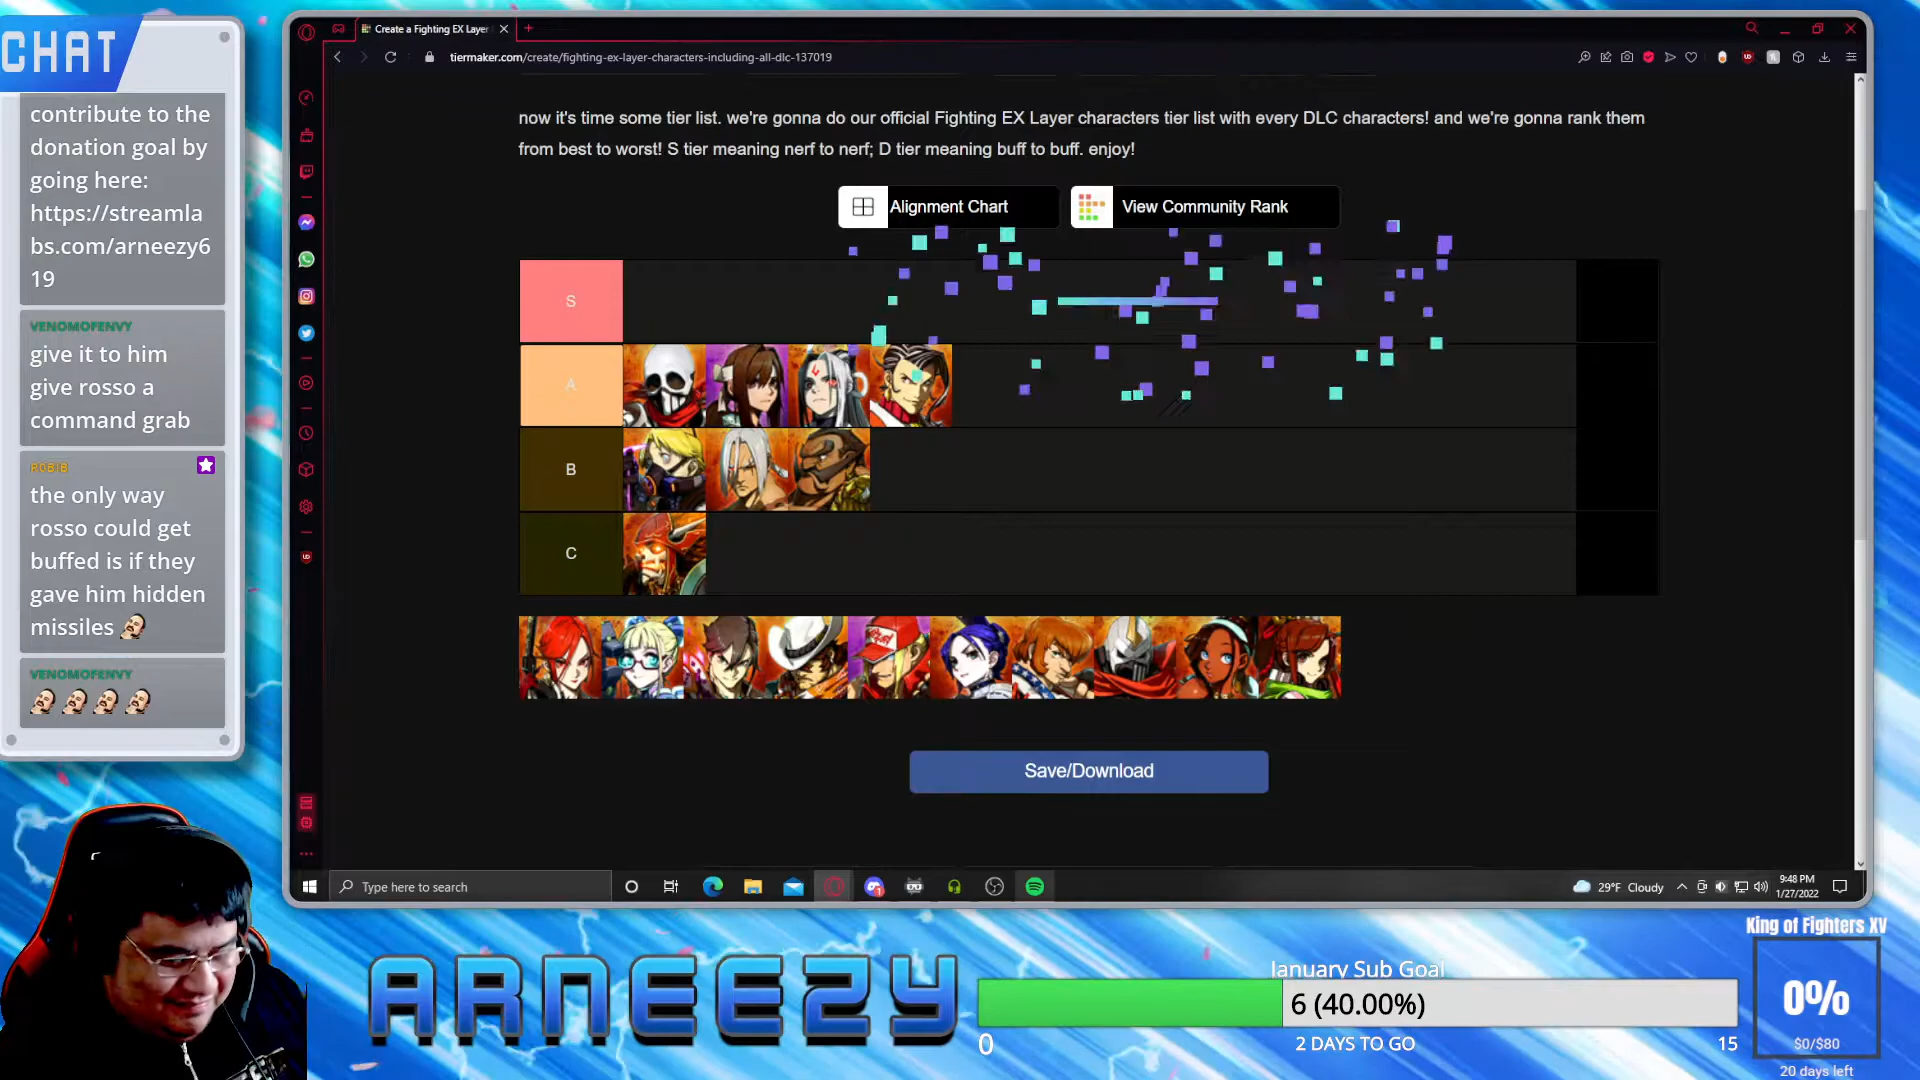 CHAT
contribute to the
donation goal by
going here:
https://streamla
bs.com/arneezy6
19
VENOMOFENVY
give it to him
give rosso a
command grab
R0BIB
the only way
rosso could get
buffed is if they
gave him hidden
missiles
VENOMOFENVY
Create a Fighting EX Layer
tiermaker.com/create/fighting-ex-layer-characters-including-all-dlc-137019
now it's time some tier list. we're gonna do our official Fighting EX Layer characters tier list with every DLC characters! and we're gonna rank them
from best to worst! S tier meaning nerf to nerf; D tier meaning buff to buff. enjoy!
Alignment Chart
View Community Rank
S
A
B
C
Save/Download
Type here to search
29°F Cloudy
9:48 PM
1/27/2022
ARNEEZY
January Sub Goal
6 (40.00%)
0
2 DAYS TO GO
15
King of Fighters XV
0%
$0/$80
20 days left